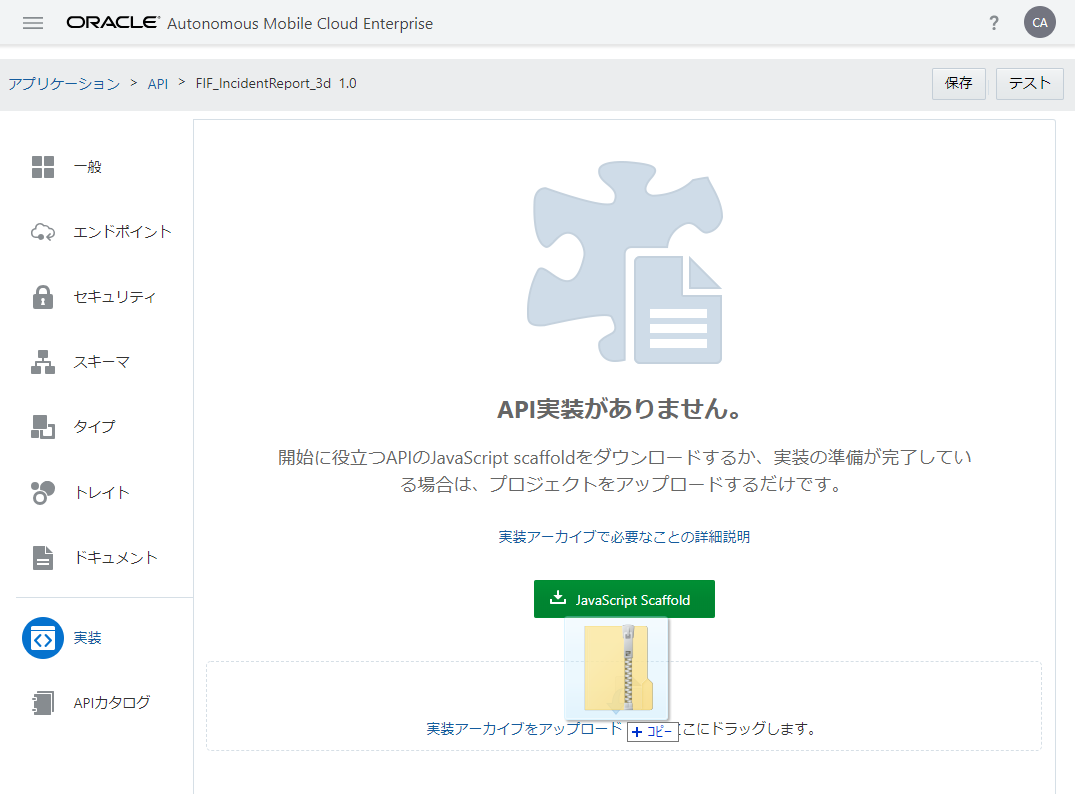 ORACLE® Autonomous Mobile Cloud Enterprise ? CA
アプリケーション > API > FIF_IncidentReport_3d 1.0 保存 テスト
一般
エンドポイント
セキュリティ
スキーマ
タイプ
トレイト
ドキュメント
実装
APIカタログ
API実装がありません。
開始に役立つAPIのJavaScript scaffoldをダウンロードするか、実装の準備が完了してい
る場合は、プロジェクトをアップロードするだけです。
実装アーカイブで必要なことの詳細説明
JavaScript Scaffold
実装アーカイブをアップロード + コピー こにドラッグします。